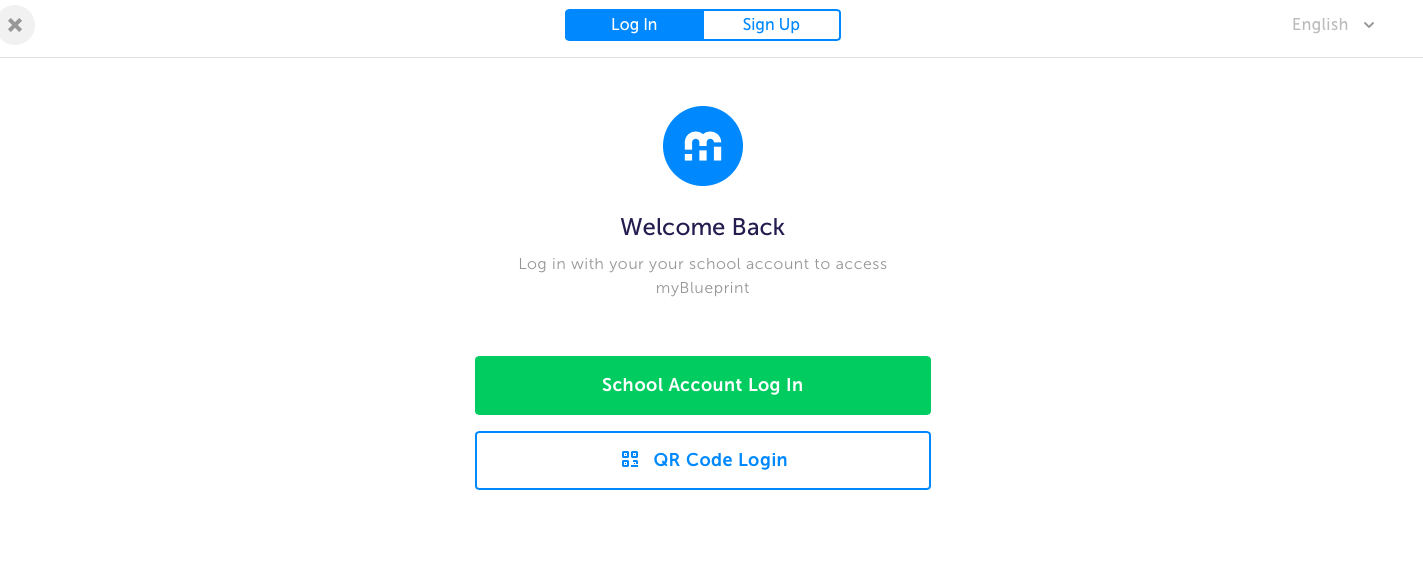 Log In
Sign Up
English
Welcome Back
Log in with your your school account to access
myBlueprint
School Account Log In
QR Code Login